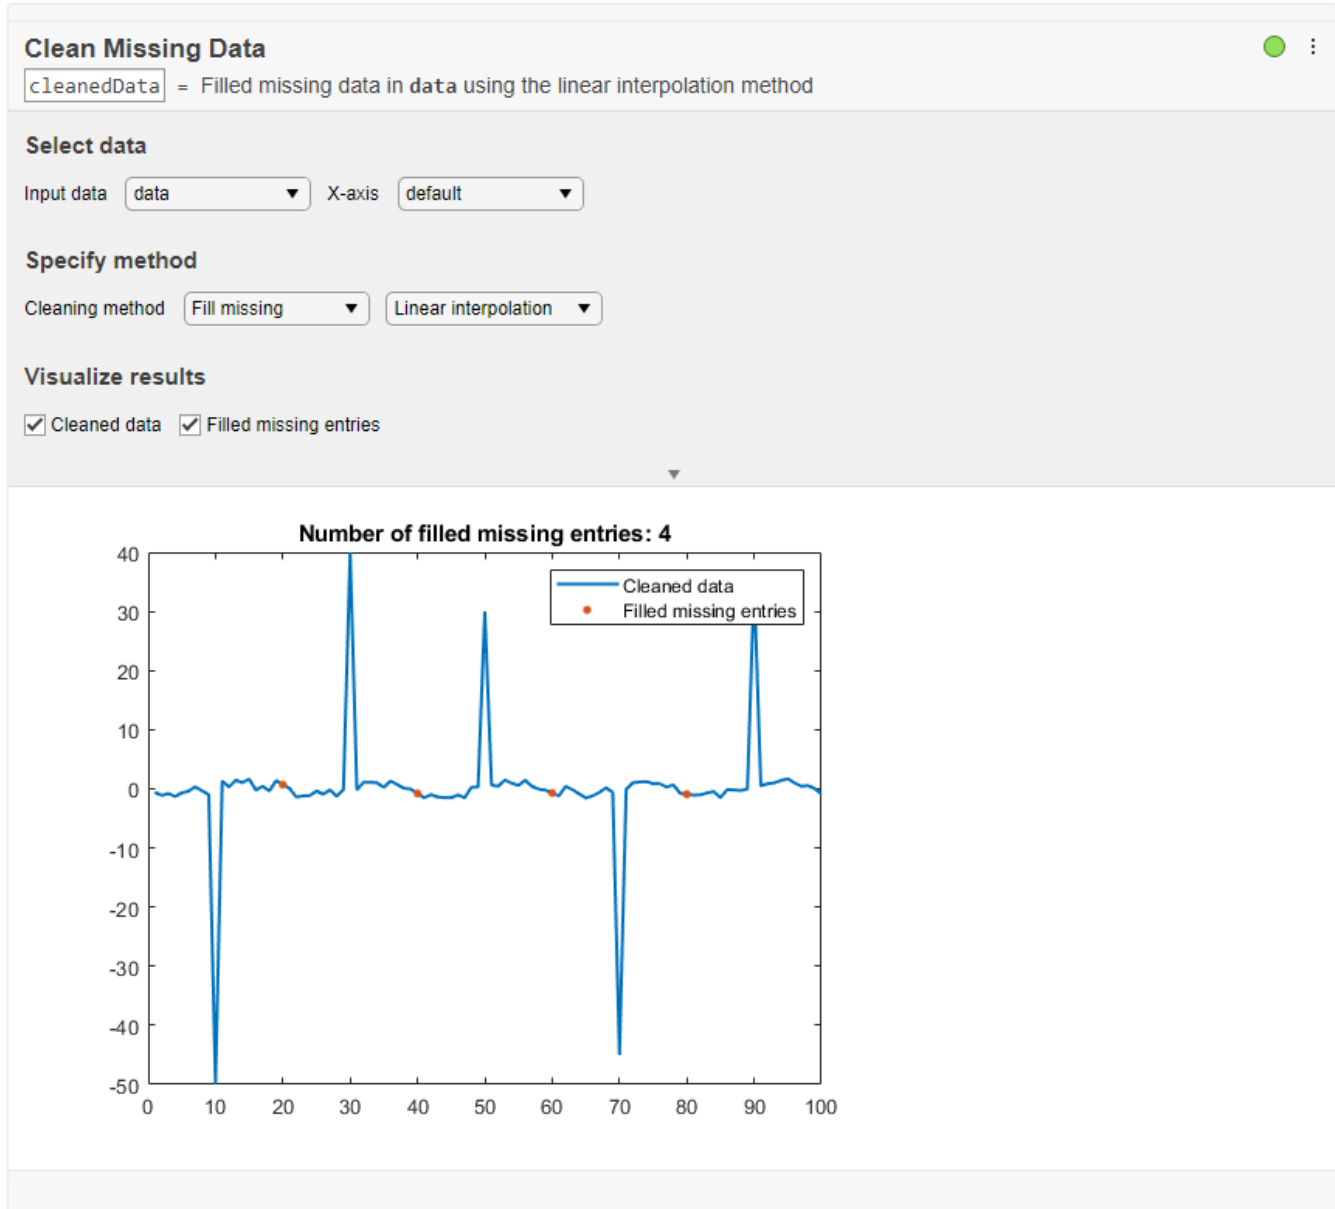 Clean Missing Data
cleanedData = Filled missing data in data using the linear interpolation method
Select data
Input data data X-axis default
Specify method
Cleaning method Fill missing Linear interpolation
Visualize results
Cleaned data Filled missing entries
Number of filled missing entries: 4
40
30
20
10
0
-10
-20
-30
-40
-50
0 10 20 30 40 50 60 70 80 90 100
Cleaned data
Filled missing entries